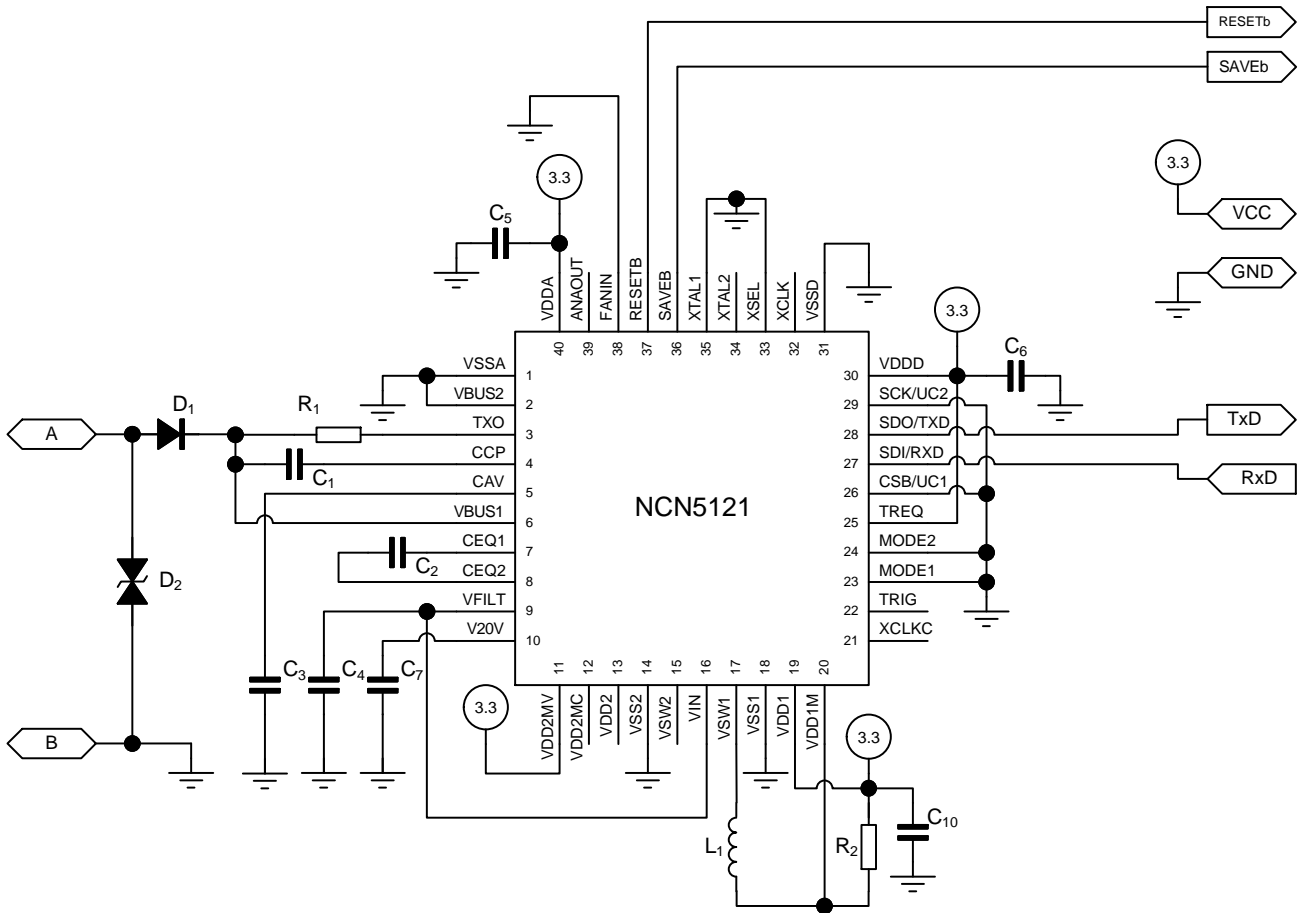 RESETb
SAVEb
3.3
VCC
GND
3.3
C5
VDDA
ANAOUT
FANIN
RESETB
SAVEB
XTAL1
XTAL2
XSEL
XCLK
VSSD
40
39
38
37
36
35
34
33
32
31
3.3
C6
VSSA
1
VBUS2
2
TXO
3
CCP
4
CAV
5
VBUS1
6
CEQ1
7
CEQ2
8
VFILT
9
V20V
10
NCN5121
30
VDDD
29
SCK/UC2
28
SDO/TXD
27
SDI/RXD
26
CSB/UC1
25
TREQ
24
MODE2
23
MODE1
22
TRIG
21
XCLKC
TxD
RxD
A
D1
R1
C1
C2
D2
C3
C4
C7
B
11
12
13
14
15
16
17
18
19
20
VDD2MV
VDD2MC
VDD2
VSS2
VSW2
VIN
VSW1
VSS1
VDD1
VDD1M
3.3
3.3
L1
R2
C10